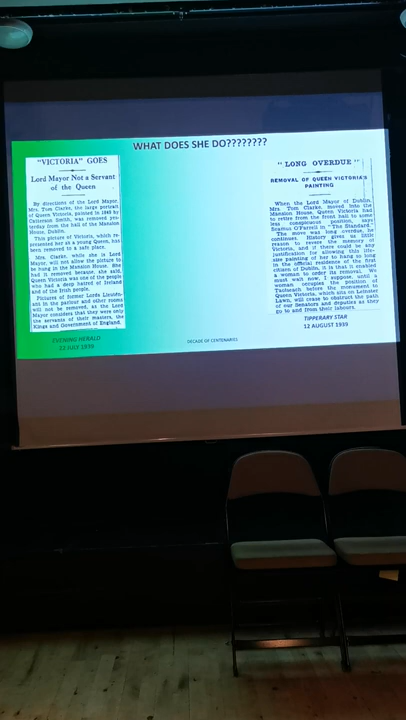 WHAT DOES SHE DO????????
"VICTORIA" GOES
Lord Mayor Not a Servant
of the Queen
By directions of the Lord Mayor,
Mrs. Tom Clarke, the large portrait
of Queen Victoria, painted in 1849 by
Catterson Smith, was removed yes-
terday from the hall of the Mansion
House, Dublin.
This picture of Victoria, which re-
presented her as a young Queen, has
been removed to a safe place.
Mrs. Clarke, while she is Lord
Mayor, will not allow the picture to
be hung in the Mansion House. She
had it removed because, she said,
Queen Victoria was one of the people
who had a deep hatred of Ireland
and of the Irish people.
Pictures of former Lords Lieuten-
ant in the parlour and other rooms
will not be removed, as the Lord
Mayor considers that they were only
the servants of their masters, the
Kings and Government of England.
EVENING HERALD
12 JULY 1939
DECADE OF CENTENARIES
" LONG OVERDUE "
REMOVAL OF QUEEN VICTORIA'S
PAINTING
When the Lord Mayor of Dublin,
Mrs. Tom Clarke, moved into the
Mansion House, Queen Victoria had
to retire from the front hall to some
less conspicuous position, says
Seamus O'Farrell in "The Standard."
The move was long overdue, he
continues. History gives us little
reason to revere the memory of
Victoria, and if there could be any
justification for allowing this life-
size painting of her to hang so long
in the official residence of the first
citizen of Dublin, it is that it enabled
a woman to order its removal. We
must wait now, I suppose, until a
woman occupies the position of
Taoiseach before the monument to
Queen Victoria, which sits on Leinster
Lawn, will cease to obstruct the path
of our Senators and deputies as they
go to and from their labours.
TIPPERARY STAR
12 AUGUST 1939